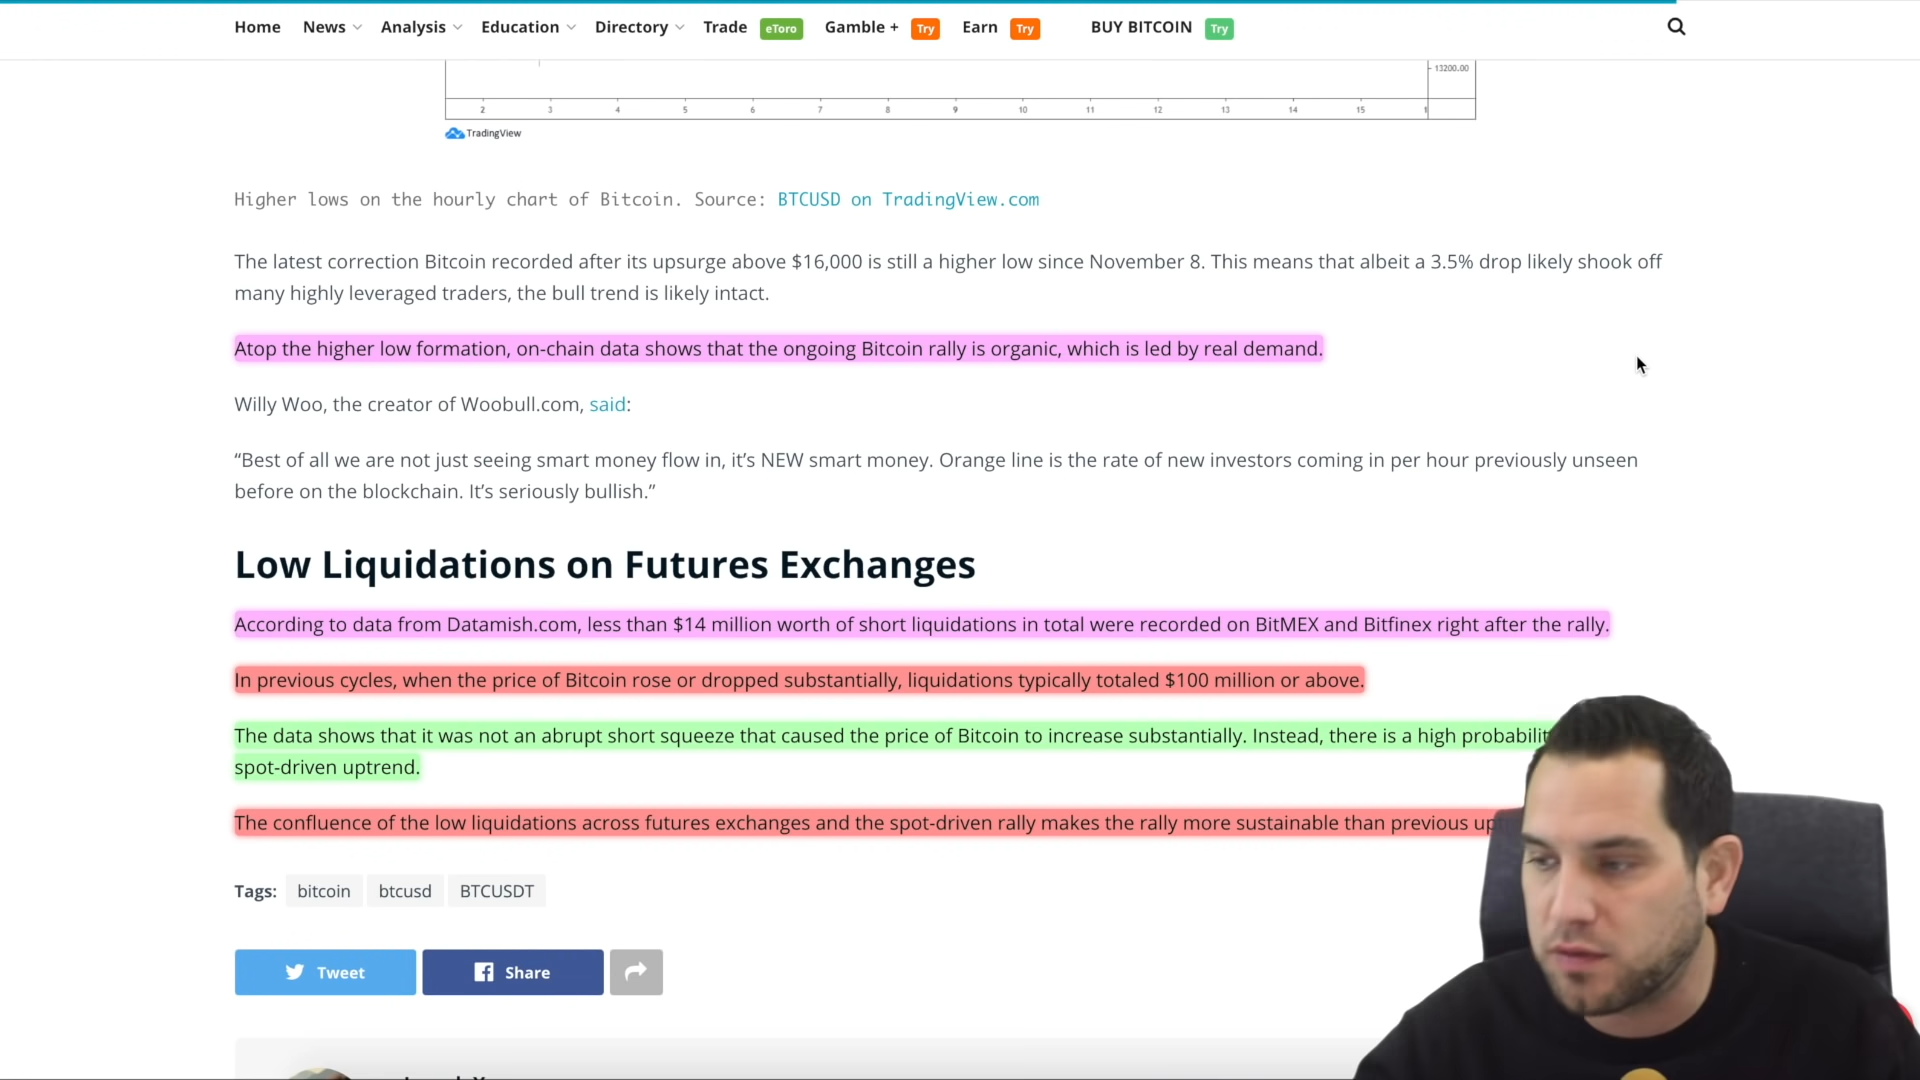 Home News Analysis Education Directory Trade eToro Gamble + Try Earn Try BUY BITCOIN Try
13200.00
2 3 4 5 6 7 8 9 10 11 12 13 14 15
TradingView
Higher lows on the hourly chart of Bitcoin. Source: BTCUSD on TradingView.com
The latest correction Bitcoin recorded after its upsurge above $16,000 is still a higher low since November 8. This means that albeit a 3.5% drop likely shook off
many highly leveraged traders, the bull trend is likely intact.
Atop the higher low formation, on-chain data shows that the ongoing Bitcoin rally is organic, which is led by real demand.
Willy Woo, the creator of Woobull.com, said:
“Best of all we are not just seeing smart money flow in, it’s NEW smart money. Orange line is the rate of new investors coming in per hour previously unseen
before on the blockchain. It’s seriously bullish.”
Low Liquidations on Futures Exchanges
According to data from Datamish.com, less than $14 million worth of short liquidations in total were recorded on BitMEX and Bitfinex right after the rally.
In previous cycles, when the price of Bitcoin rose or dropped substantially, liquidations typically totaled $100 million or above.
The data shows that it was not an abrupt short squeeze that caused the price of Bitcoin to increase substantially. Instead, there is a high
spot-driven uptrend.
The confluence of the low liquidations across futures exchanges and the spot-driven rally makes the rally more sustainable than previous
Tags: bitcoin btcusd BTCUSDT
Tweet Share